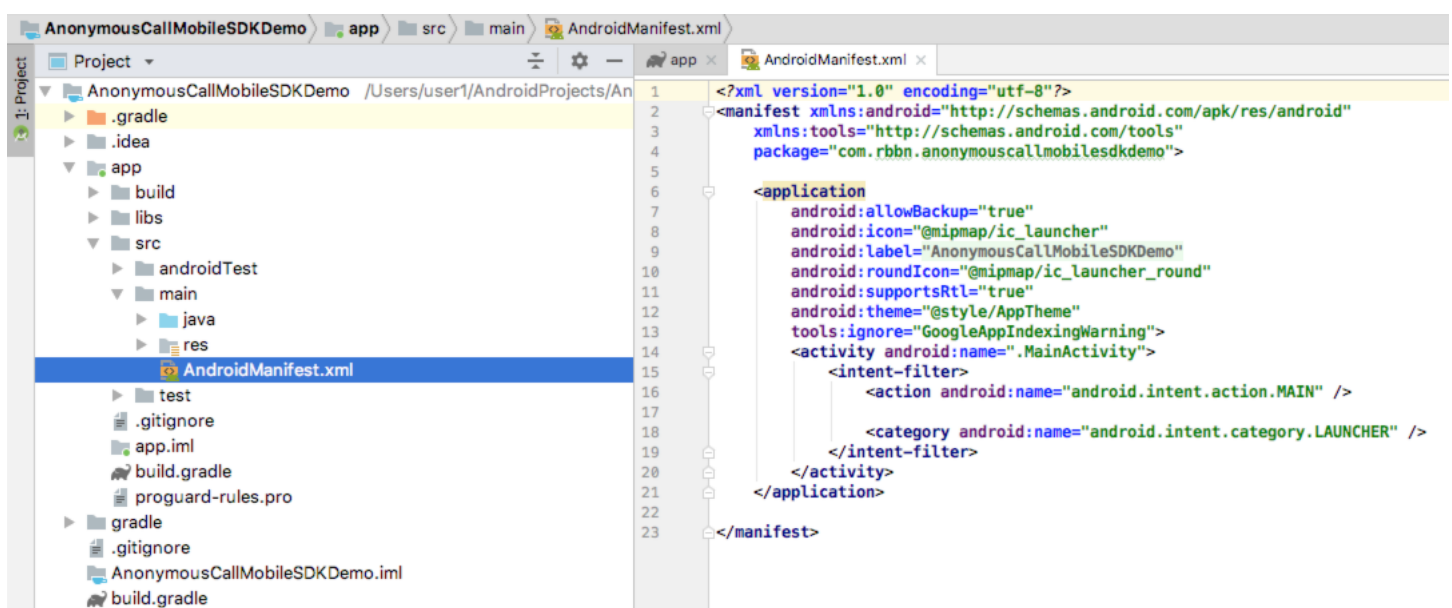 AnonymousCallMobileSDKDemo app src main AndroidManifest.xml
1: Project
Project
AnonymousCallMobileSDKDemo /Users/user1/AndroidProjects/An
.gradle
.idea
app
build
libs
src
androidTest
main
java
res
AndroidManifest.xml
test
.gitignore
app.iml
build.gradle
proguard-rules.pro
gradle
.gitignore
AnonymousCallMobileSDKDemo.iml
build.gradle
app AndroidManifest.xml
1 <?xml version="1.0" encoding="utf-8"?>
2 <manifest xmlns:android="http://schemas.android.com/apk/res/android"
3 xmlns:tools="http://schemas.android.com/tools"
4 package="com.rbbn.anonymouscallmobilesdkdemo">
5
6 <application
7 android:allowBackup="true"
8 android:icon="@mipmap/ic_launcher"
9 android:label="AnonymousCallMobileSDKDemo"
10 android:roundIcon="@mipmap/ic_launcher_round"
11 android:supportsRtl="true"
12 android:theme="@style/AppTheme"
13 tools:ignore="GoogleAppIndexingWarning">
14 <activity android:name=".MainActivity">
15 <intent-filter>
16 <action android:name="android.intent.action.MAIN" />
17
18 <category android:name="android.intent.category.LAUNCHER" />
19 </intent-filter>
20 </activity>
21 </application>
22
23 </manifest>